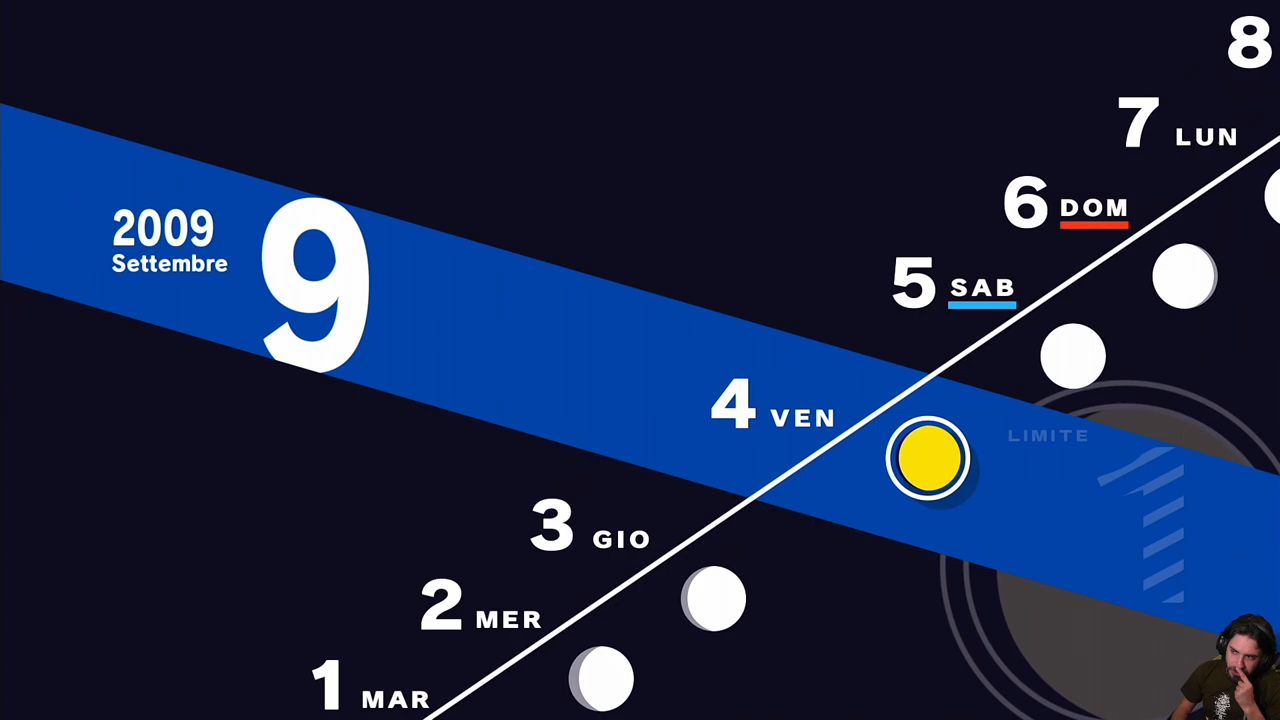 8
7 LUN
6 DOM
5 SAB
2009
Settembre
9
4 VEN
LIMITE
1
3 GIO
2 MER
1 MAR